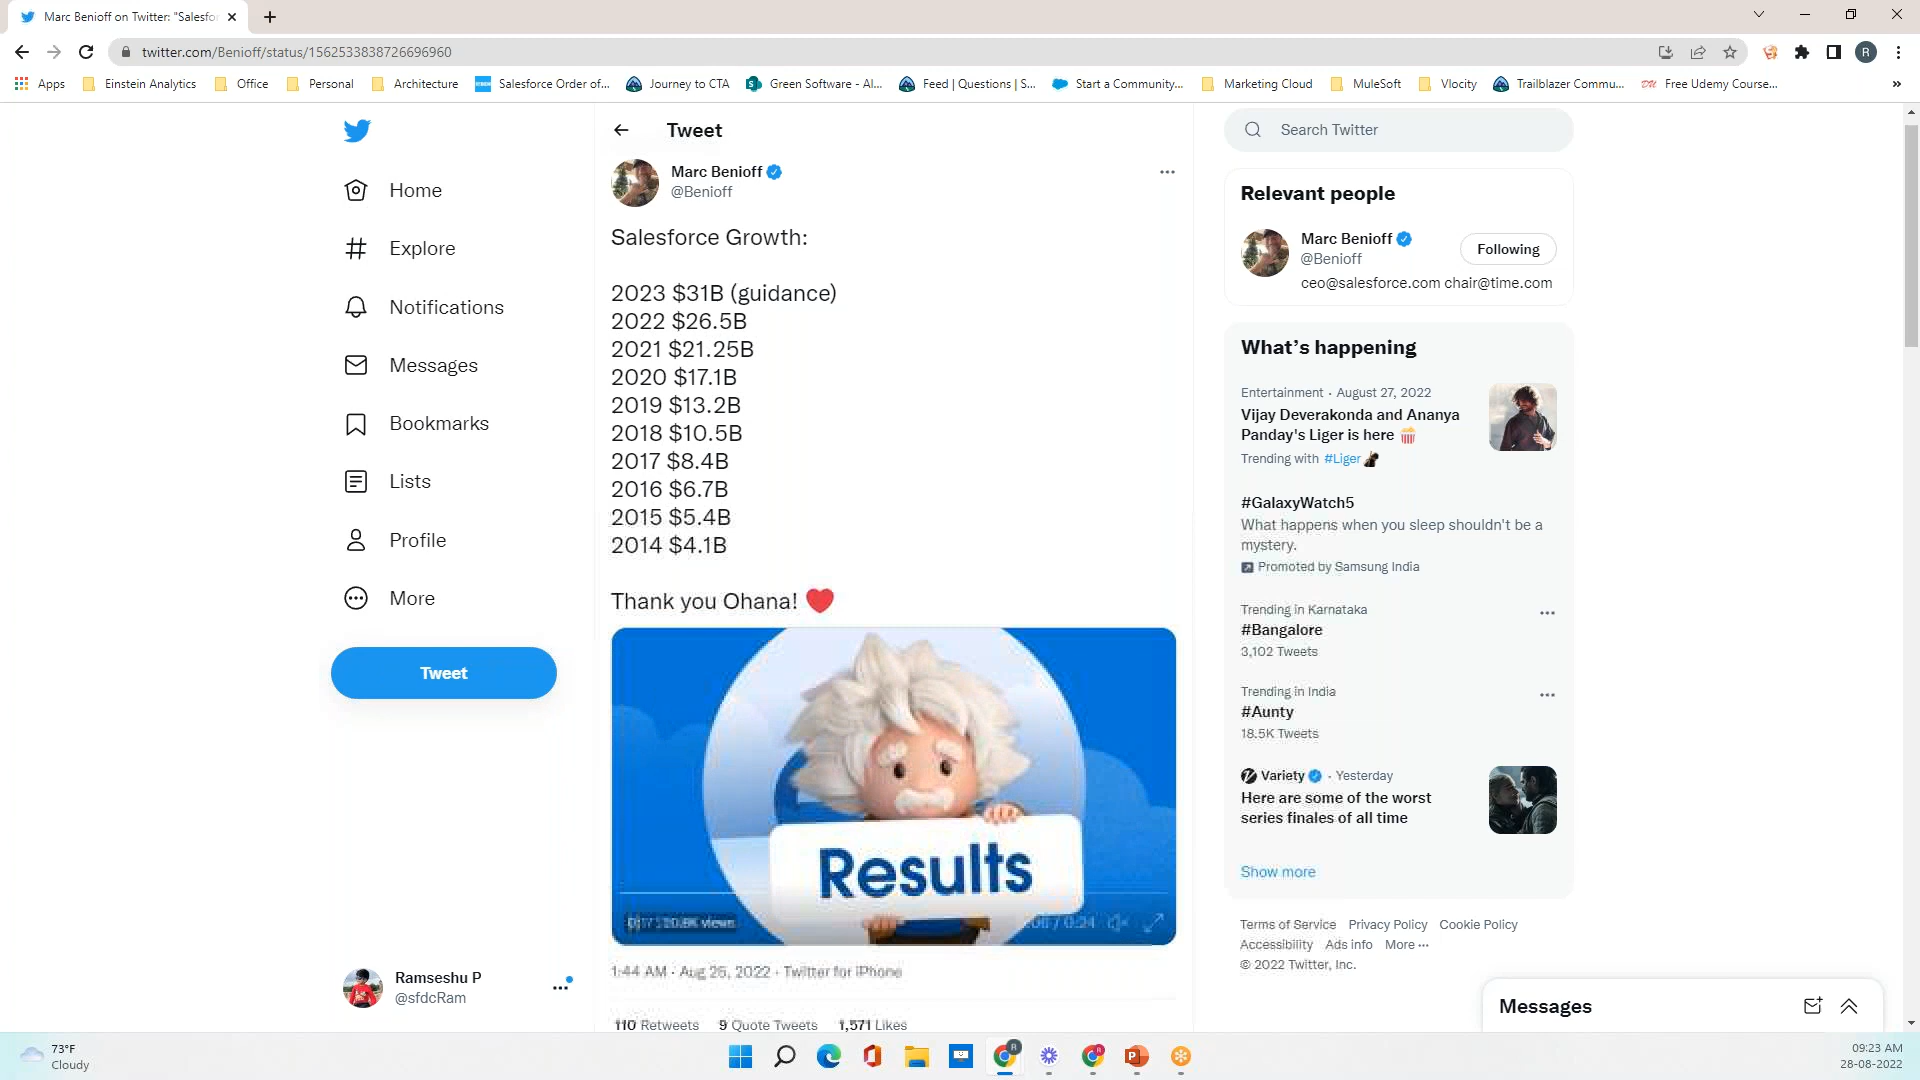 Marc Benioff on Twitter: "Salesfo
twitter.com/Benioff/status/1562533838726696960
R
Apps
Einstein Analytics
Office
Personal
Architecture
Salesforce Order of...
Journey to CTA
Green Software - Al...
Feed | Questions | S...
Start a Community...
Marketing Cloud
MuleSoft
Vlocity
Trailblazer Commu...
Free Udemy Course...
»
Home
Explore
Notifications
Messages
Bookmarks
Lists
Profile
More
Tweet
Ramseshu P
@sfdcRam
Tweet
Marc Benioff
@Benioff
Salesforce Growth:
2023 $31B (guidance)
2022 $26.5B
2021 $21.25B
2020 $17.1B
2019 $13.2B
2018 $10.5B
2017 $8.4B
2016 $6.7B
2015 $5.4B
2014 $4.1B
Thank you Ohana! ❤️
Results
views
/ 0:24
1:44 AM · Aug 25, 2022 · Twitter for iPhone
110 Retweets 9 Quote Tweets 1,571 Likes
Search Twitter
Relevant people
Marc Benioff
@Benioff
Following
ceo@salesforce.com chair@time.com
What's happening
Entertainment · August 27, 2022
Vijay Deverakonda and Ananya
Panday's Liger is here 🍿
Trending with #Liger
#GalaxyWatch5
What happens when you sleep shouldn't be a
mystery.
Promoted by Samsung India
Trending in Karnataka
#Bangalore
3,102 Tweets
Trending in India
#Aunty
18.5K Tweets
Variety · Yesterday
Here are some of the worst
series finales of all time
Show more
Terms of Service Privacy Policy Cookie Policy
Accessibility Ads info More ···
© 2022 Twitter, Inc.
Messages
73°F
Cloudy
09:23 AM
28-08-2022